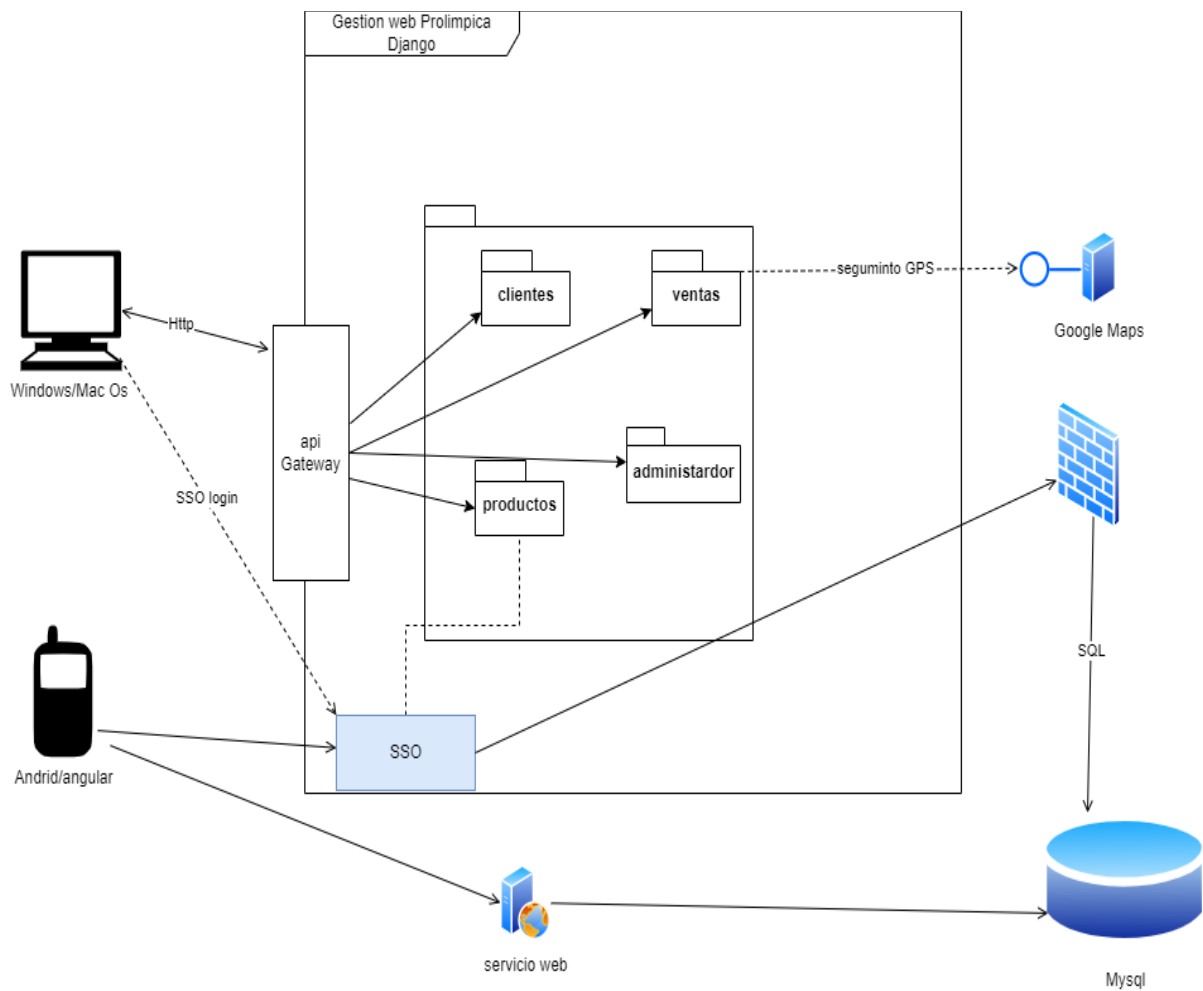 Gestion web Prolimpica
Django
clientes
ventas
seguminto GPS
Google Maps
Http
Windows/Mac Os
api
Gateway
administardor
productos
SSO login
SQL
SSO
Andrid/angular
servicio web
Mysql